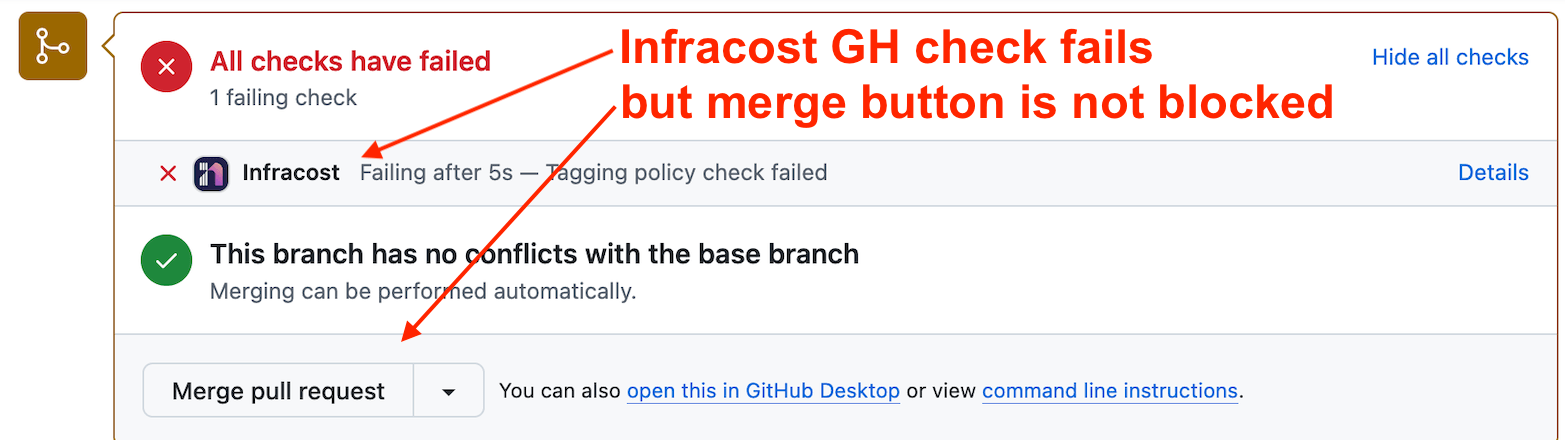 Infracost GH check fails
but merge button is not blocked
All checks have failed
Hide all checks
1 failing check
Infracost Failing after 5s — Tagging policy check failed
Details
This branch has no conflicts with the base branch
Merging can be performed automatically.
Merge pull request
You can also open this in GitHub Desktop or view command line instructions.